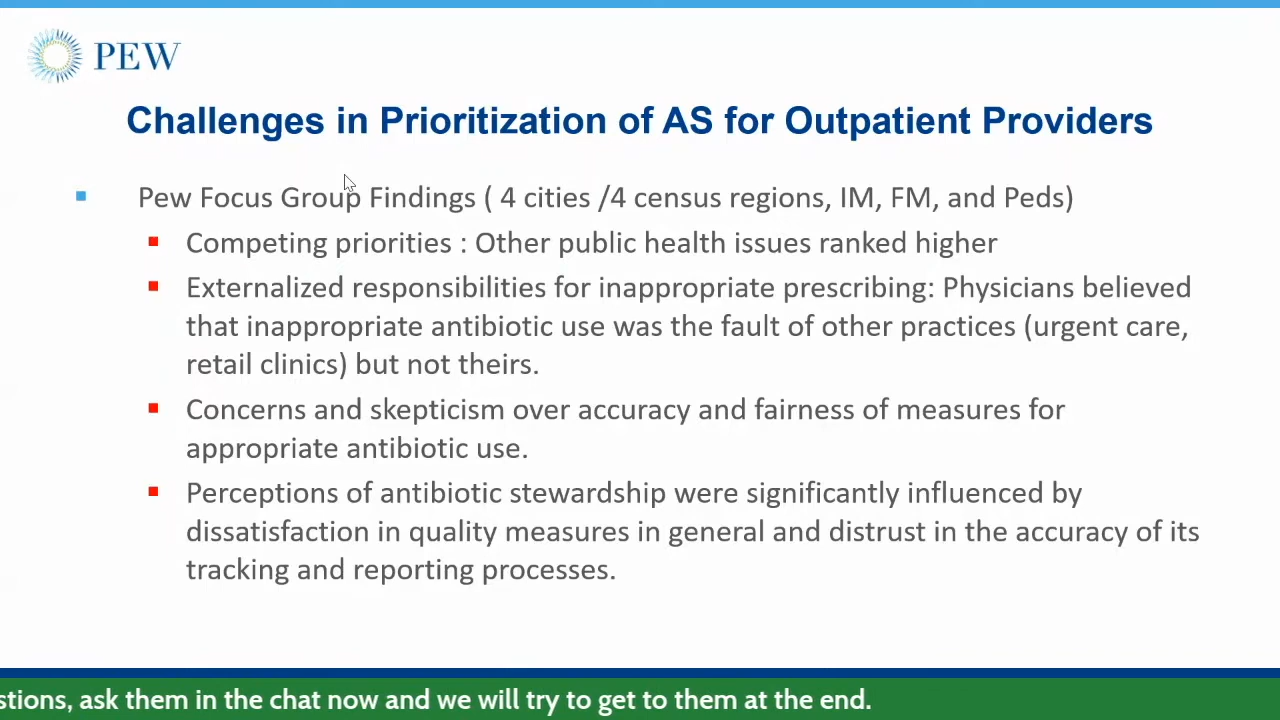 PEW
Challenges in Prioritization of AS for Outpatient Providers
Pew Focus Group Findings ( 4 cities /4 census regions, IM, FM, and Peds)
Competing priorities : Other public health issues ranked higher
Externalized responsibilities for inappropriate prescribing: Physicians believed
that inappropriate antibiotic use was the fault of other practices (urgent care,
retail clinics) but not theirs.
Concerns and skepticism over accuracy and fairness of measures for
appropriate antibiotic use.
Perceptions of antibiotic stewardship were significantly influenced by
dissatisfaction in quality measures in general and distrust in the accuracy of its
tracking and reporting processes.
stions, ask them in the chat now and we will try to get to them at the end.